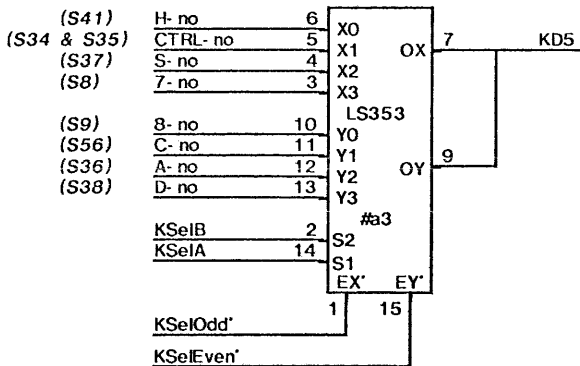 (S41) H- no 6 X0
(S34 & S35) CTRL- no 5 X1 OX 7 KD5
(S37) S- no 4 X2
(S8) 7- no 3 X3
LS353
(S9) 8- no 10 Y0
(S56) C- no 11 Y1
(S36) A- no 12 Y2 OY 9
(S38) D- no 13 Y3
#a3
KSelB 2 S2
KSelA 14 S1
EX' EY'
1 15
KSelOdd'
KSelEven'